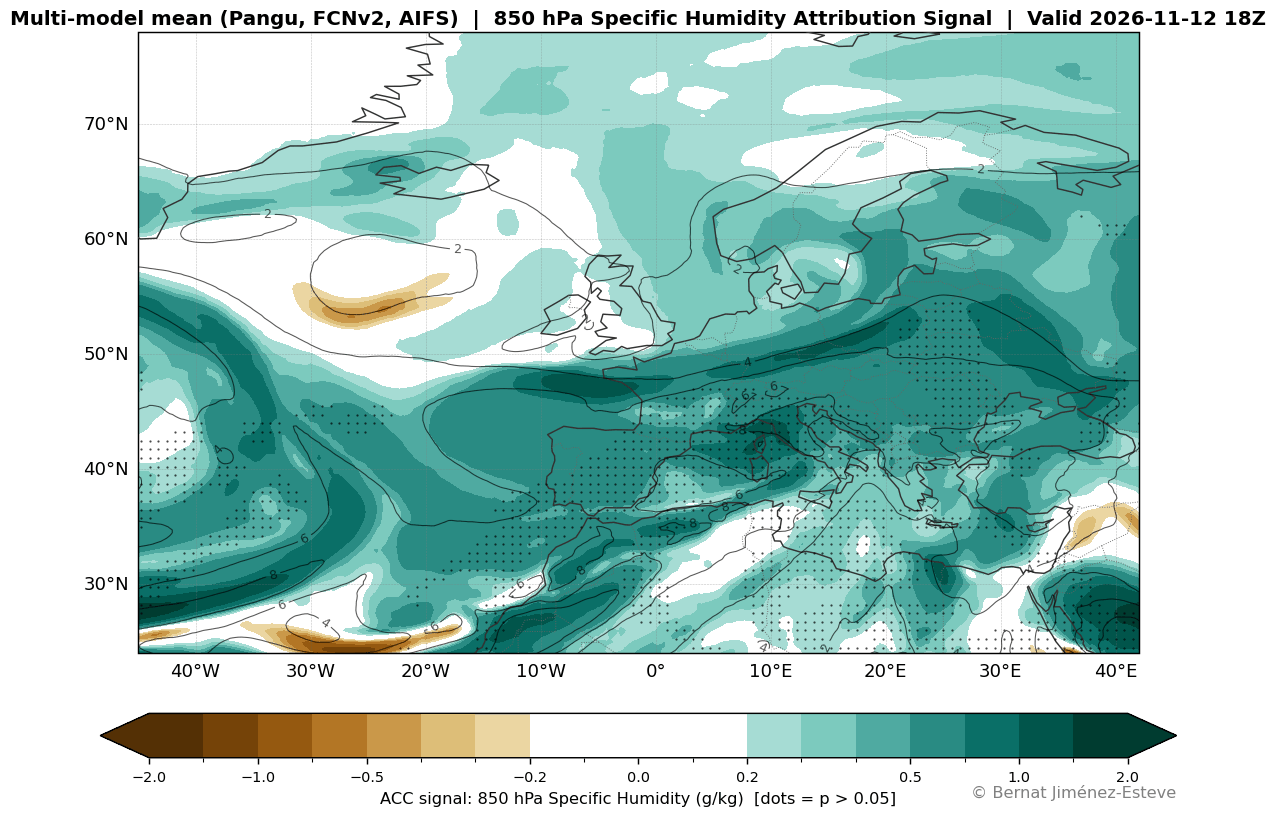 Multi-model mean (Pangu, FCNv2, AIFS)  |  850 hPa Specific Humidity Attribution Signal  |  Valid 2026-11-12 18Z
70°N
60°N
50°N
40°N
30°N
40°W 30°W 20°W 10°W 0° 10°E 20°E 30°E 40°E
−2.0 −1.0 −0.5 −0.2 0.0 0.2 0.5 1.0 2.0
ACC signal: 850 hPa Specific Humidity (g/kg)  [dots = p > 0.05]
© Bernat Jiménez-Esteve